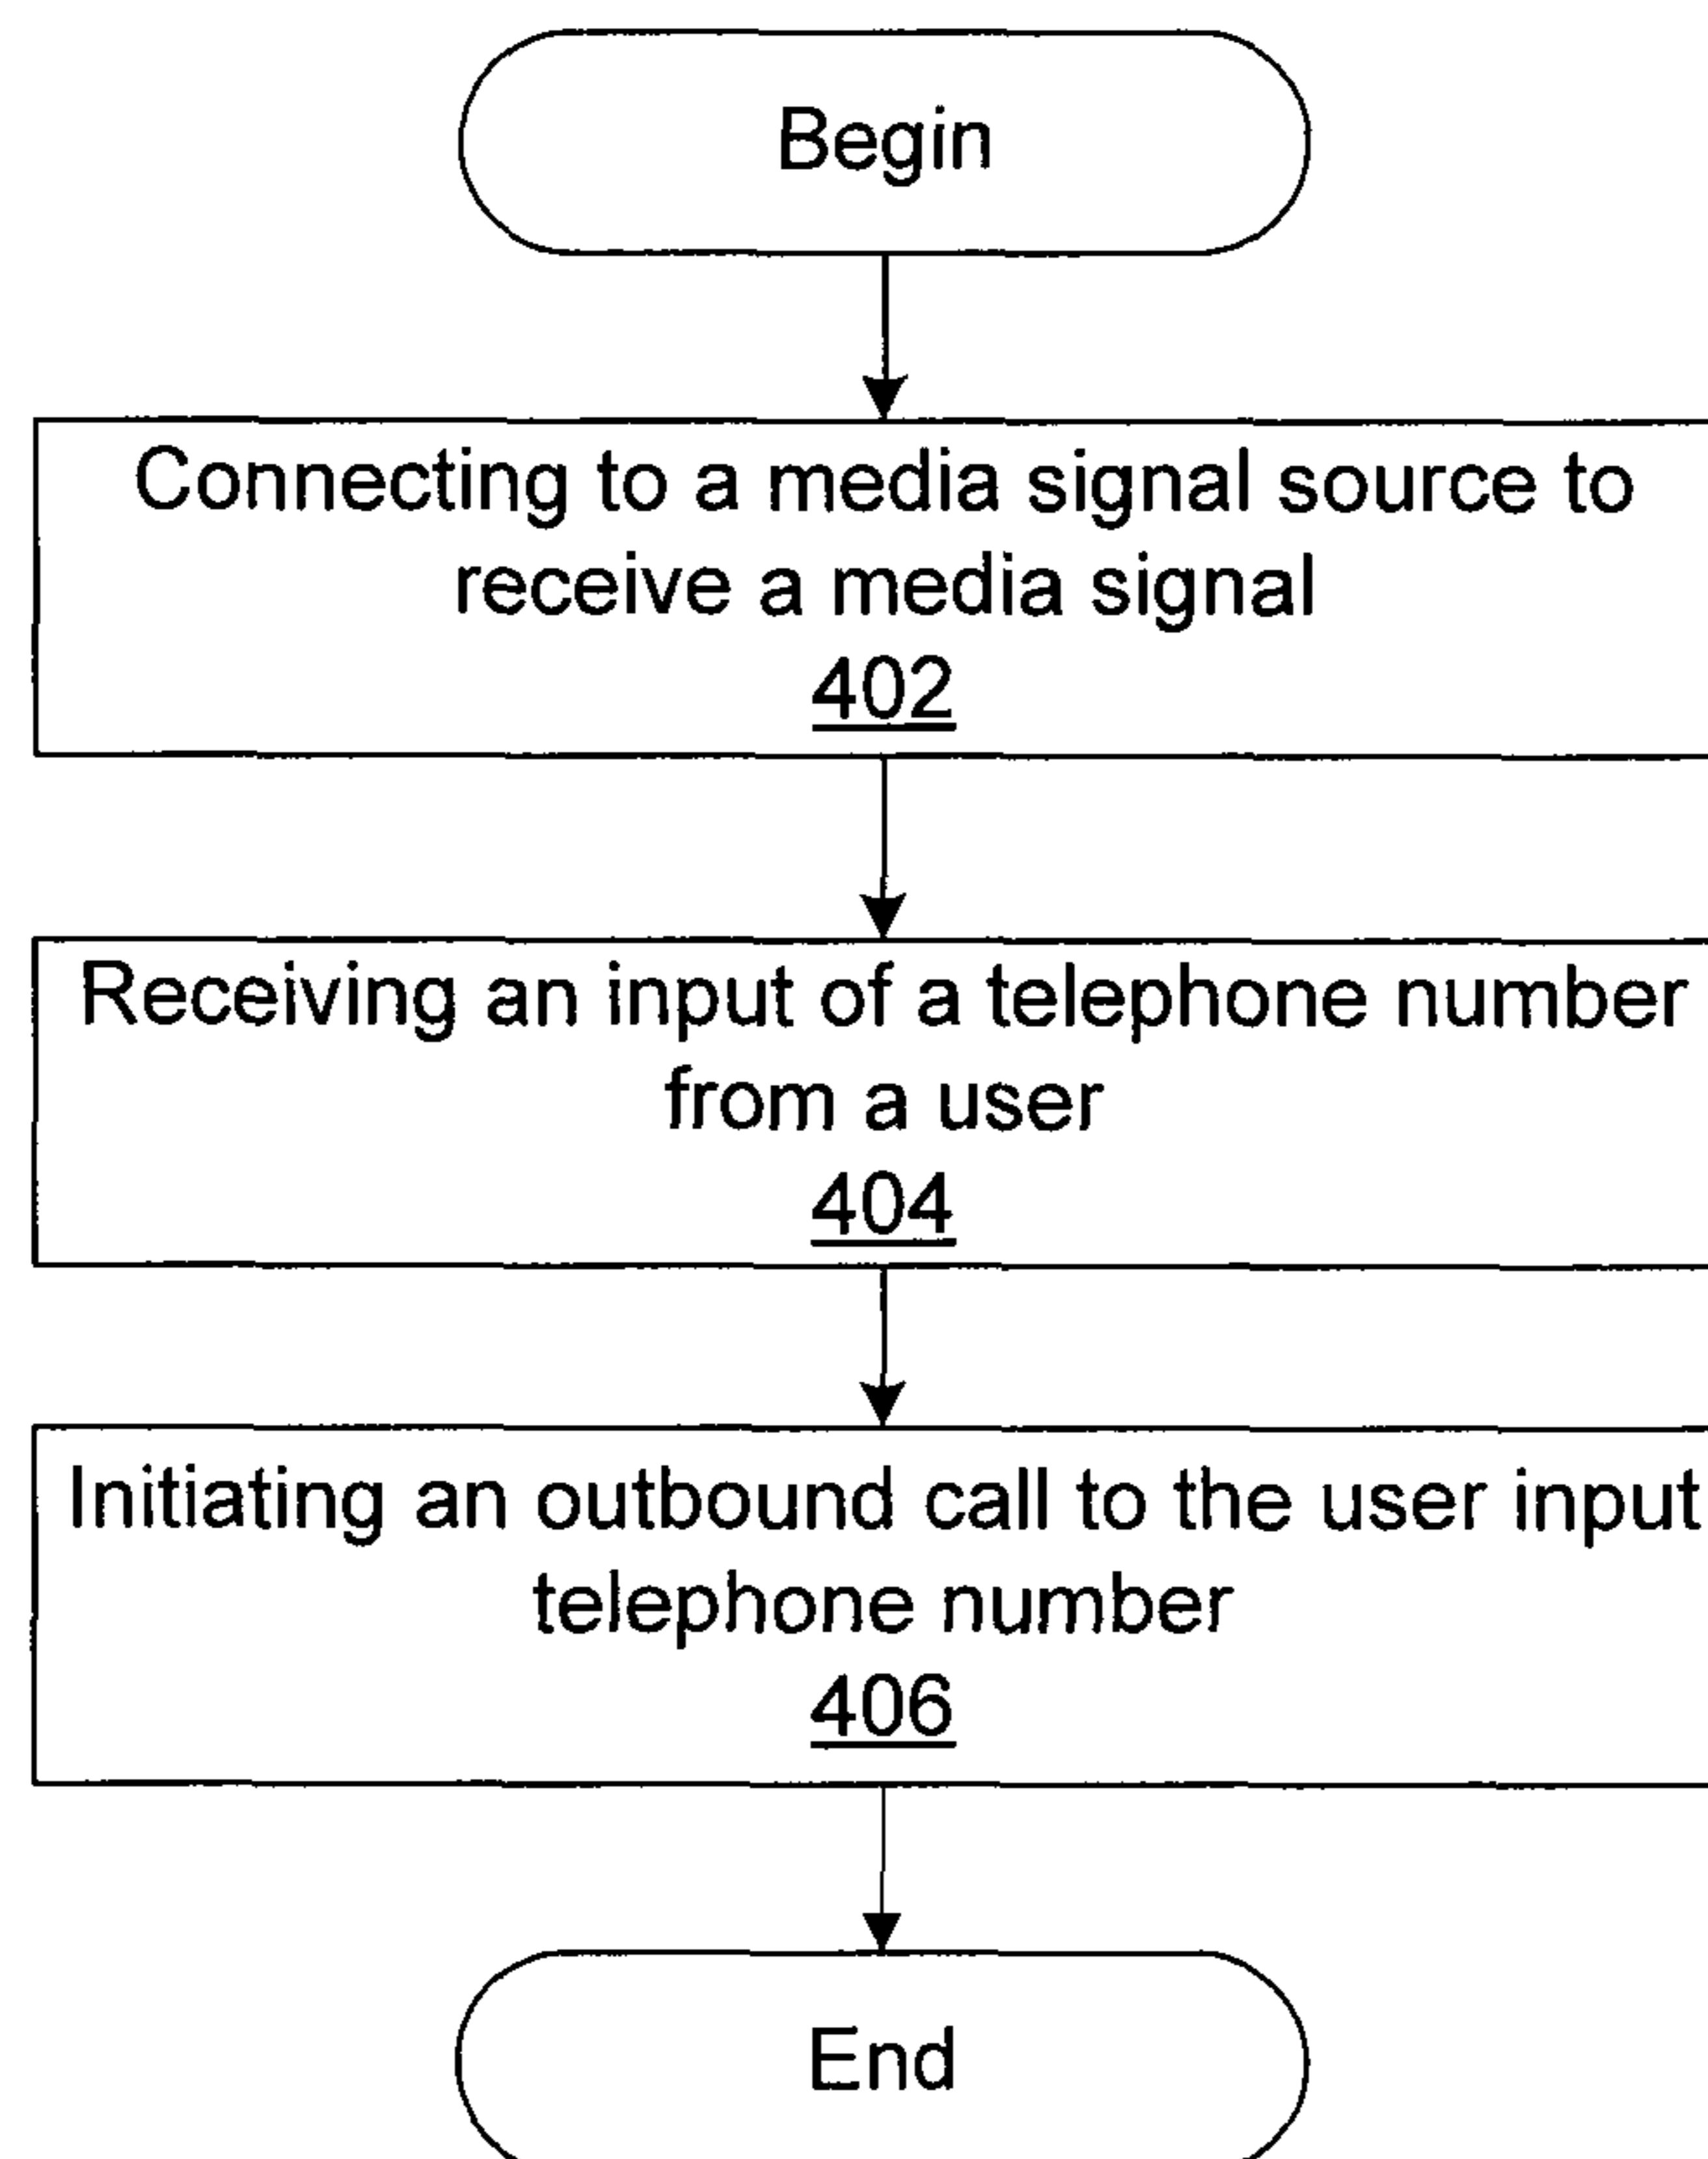 Begin
Connecting to a media signal source to
receive a media signal
402
Receiving an input of a telephone number
from a user
404
Initiating an outbound call to the user input
telephone number
406
End